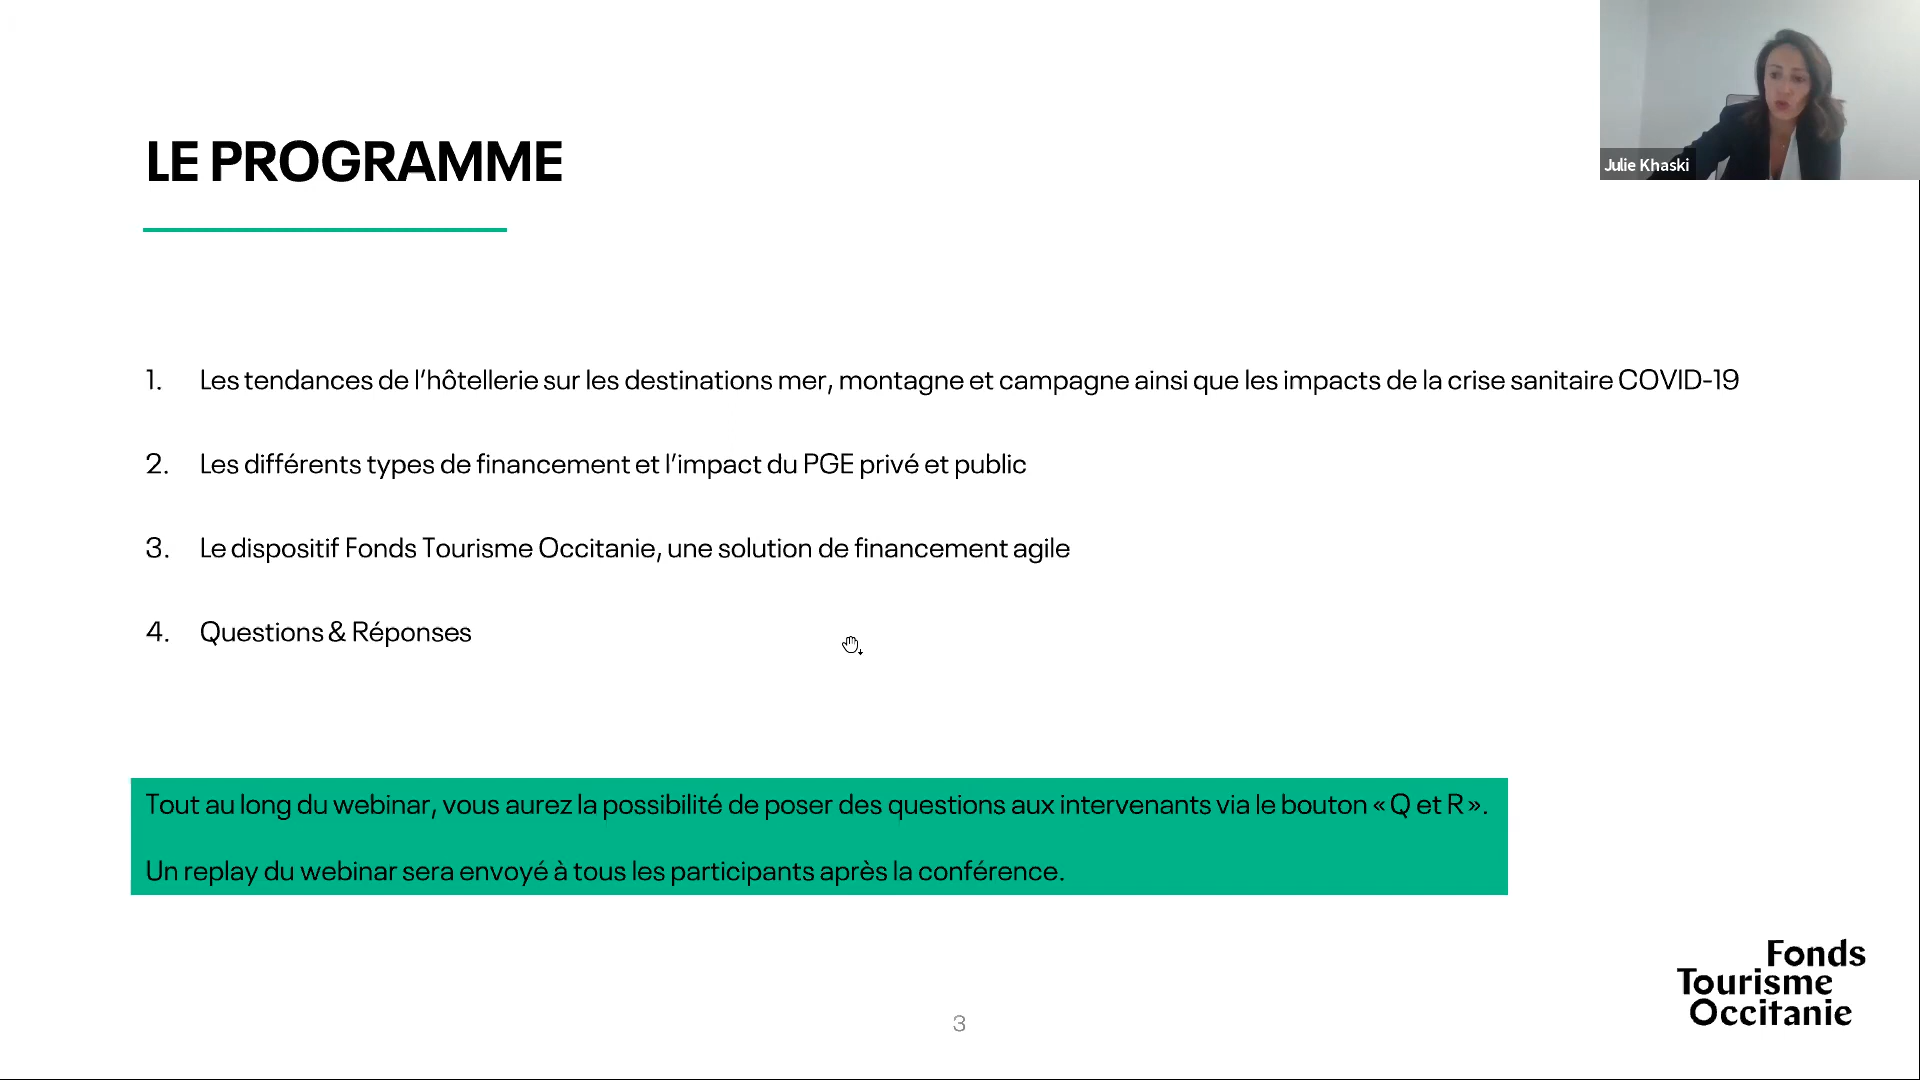 LE PROGRAMME
Julie Khaski
1. Les tendances de l'hôtellerie sur les destinations mer, montagne et campagne ainsi que les impacts de la crise sanitaire COVID-19
2. Les différents types de financement et l'impact du PGE privé et public
3. Le dispositif Fonds Tourisme Occitanie, une solution de financement agile
4. Questions & Réponses
Tout au long du webinar, vous aurez la possibilité de poser des questions aux intervenants via le bouton « Q et R ».
Un replay du webinar sera envoyé à tous les participants après la conférence.
Fonds
Tourisme
Occitanie
3